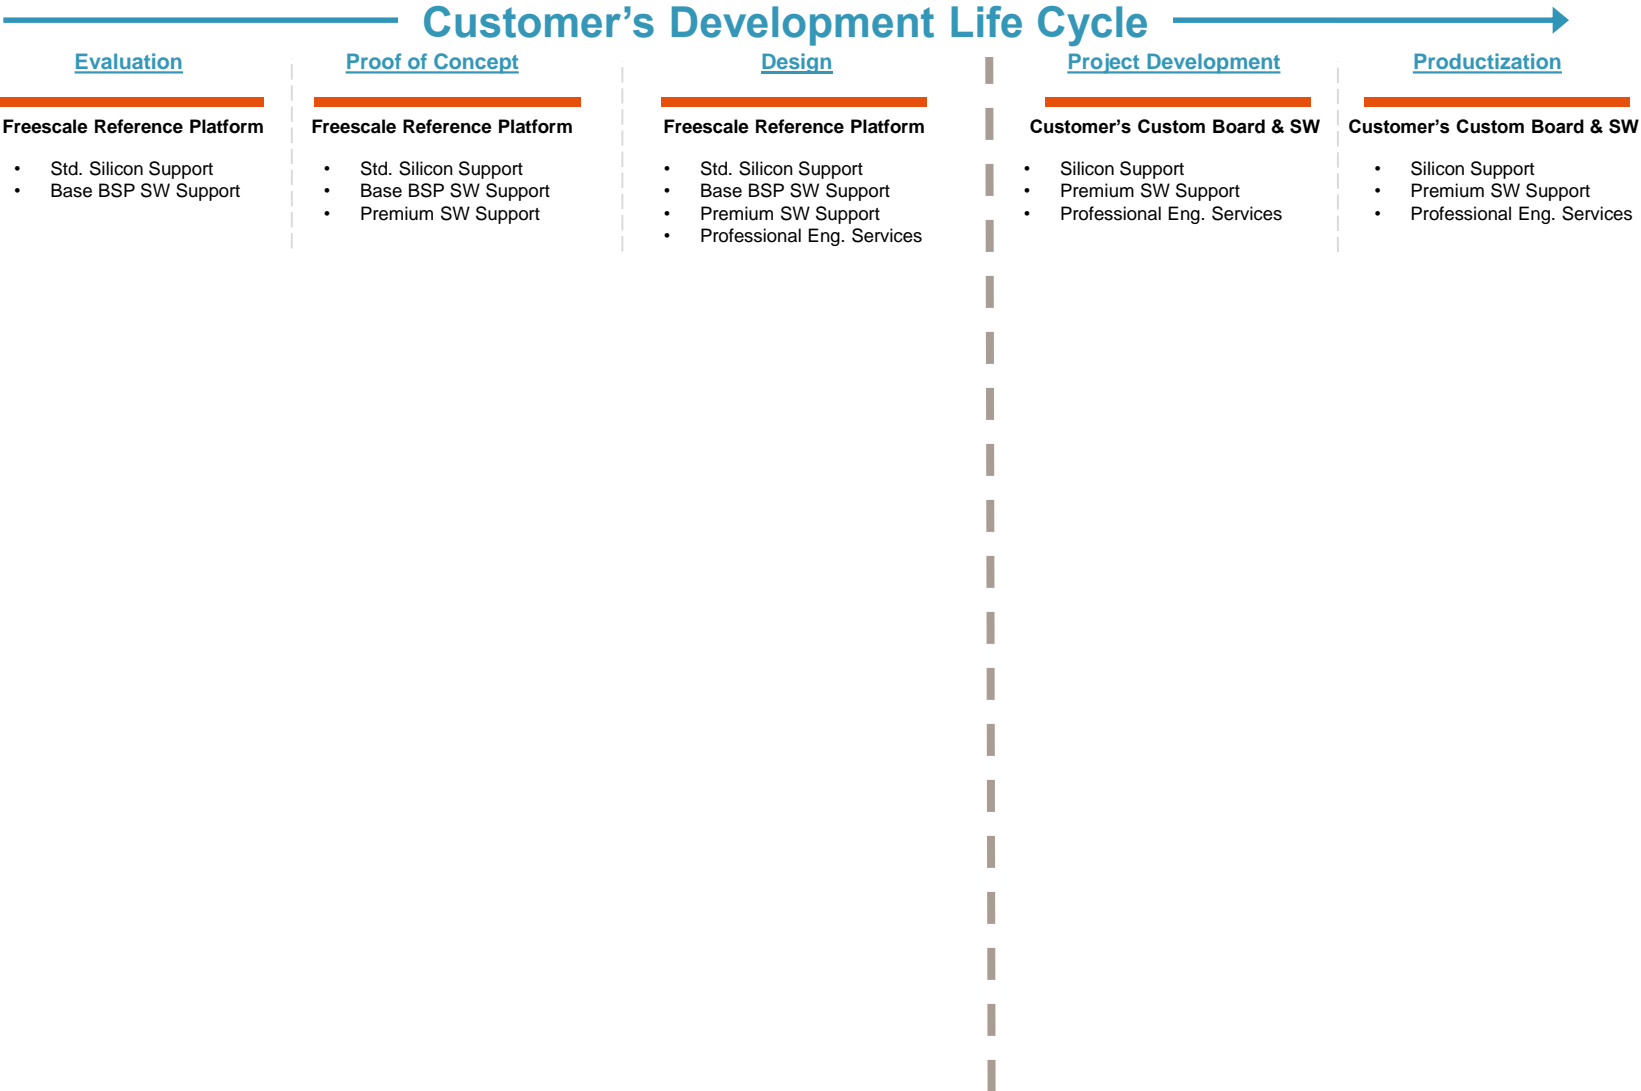 Customer’s Development Life Cycle
Evaluation
Freescale Reference Platform
• Std. Silicon Support
• Base BSP SW Support
Proof of Concept
Freescale Reference Platform
• Std. Silicon Support
• Base BSP SW Support
• Premium SW Support
Design
Freescale Reference Platform
• Std. Silicon Support
• Base BSP SW Support
• Premium SW Support
• Professional Eng. Services
Project Development
Customer’s Custom Board & SW
• Silicon Support
• Premium SW Support
• Professional Eng. Services
Productization
Customer’s Custom Board & SW
• Silicon Support
• Premium SW Support
• Professional Eng. Services